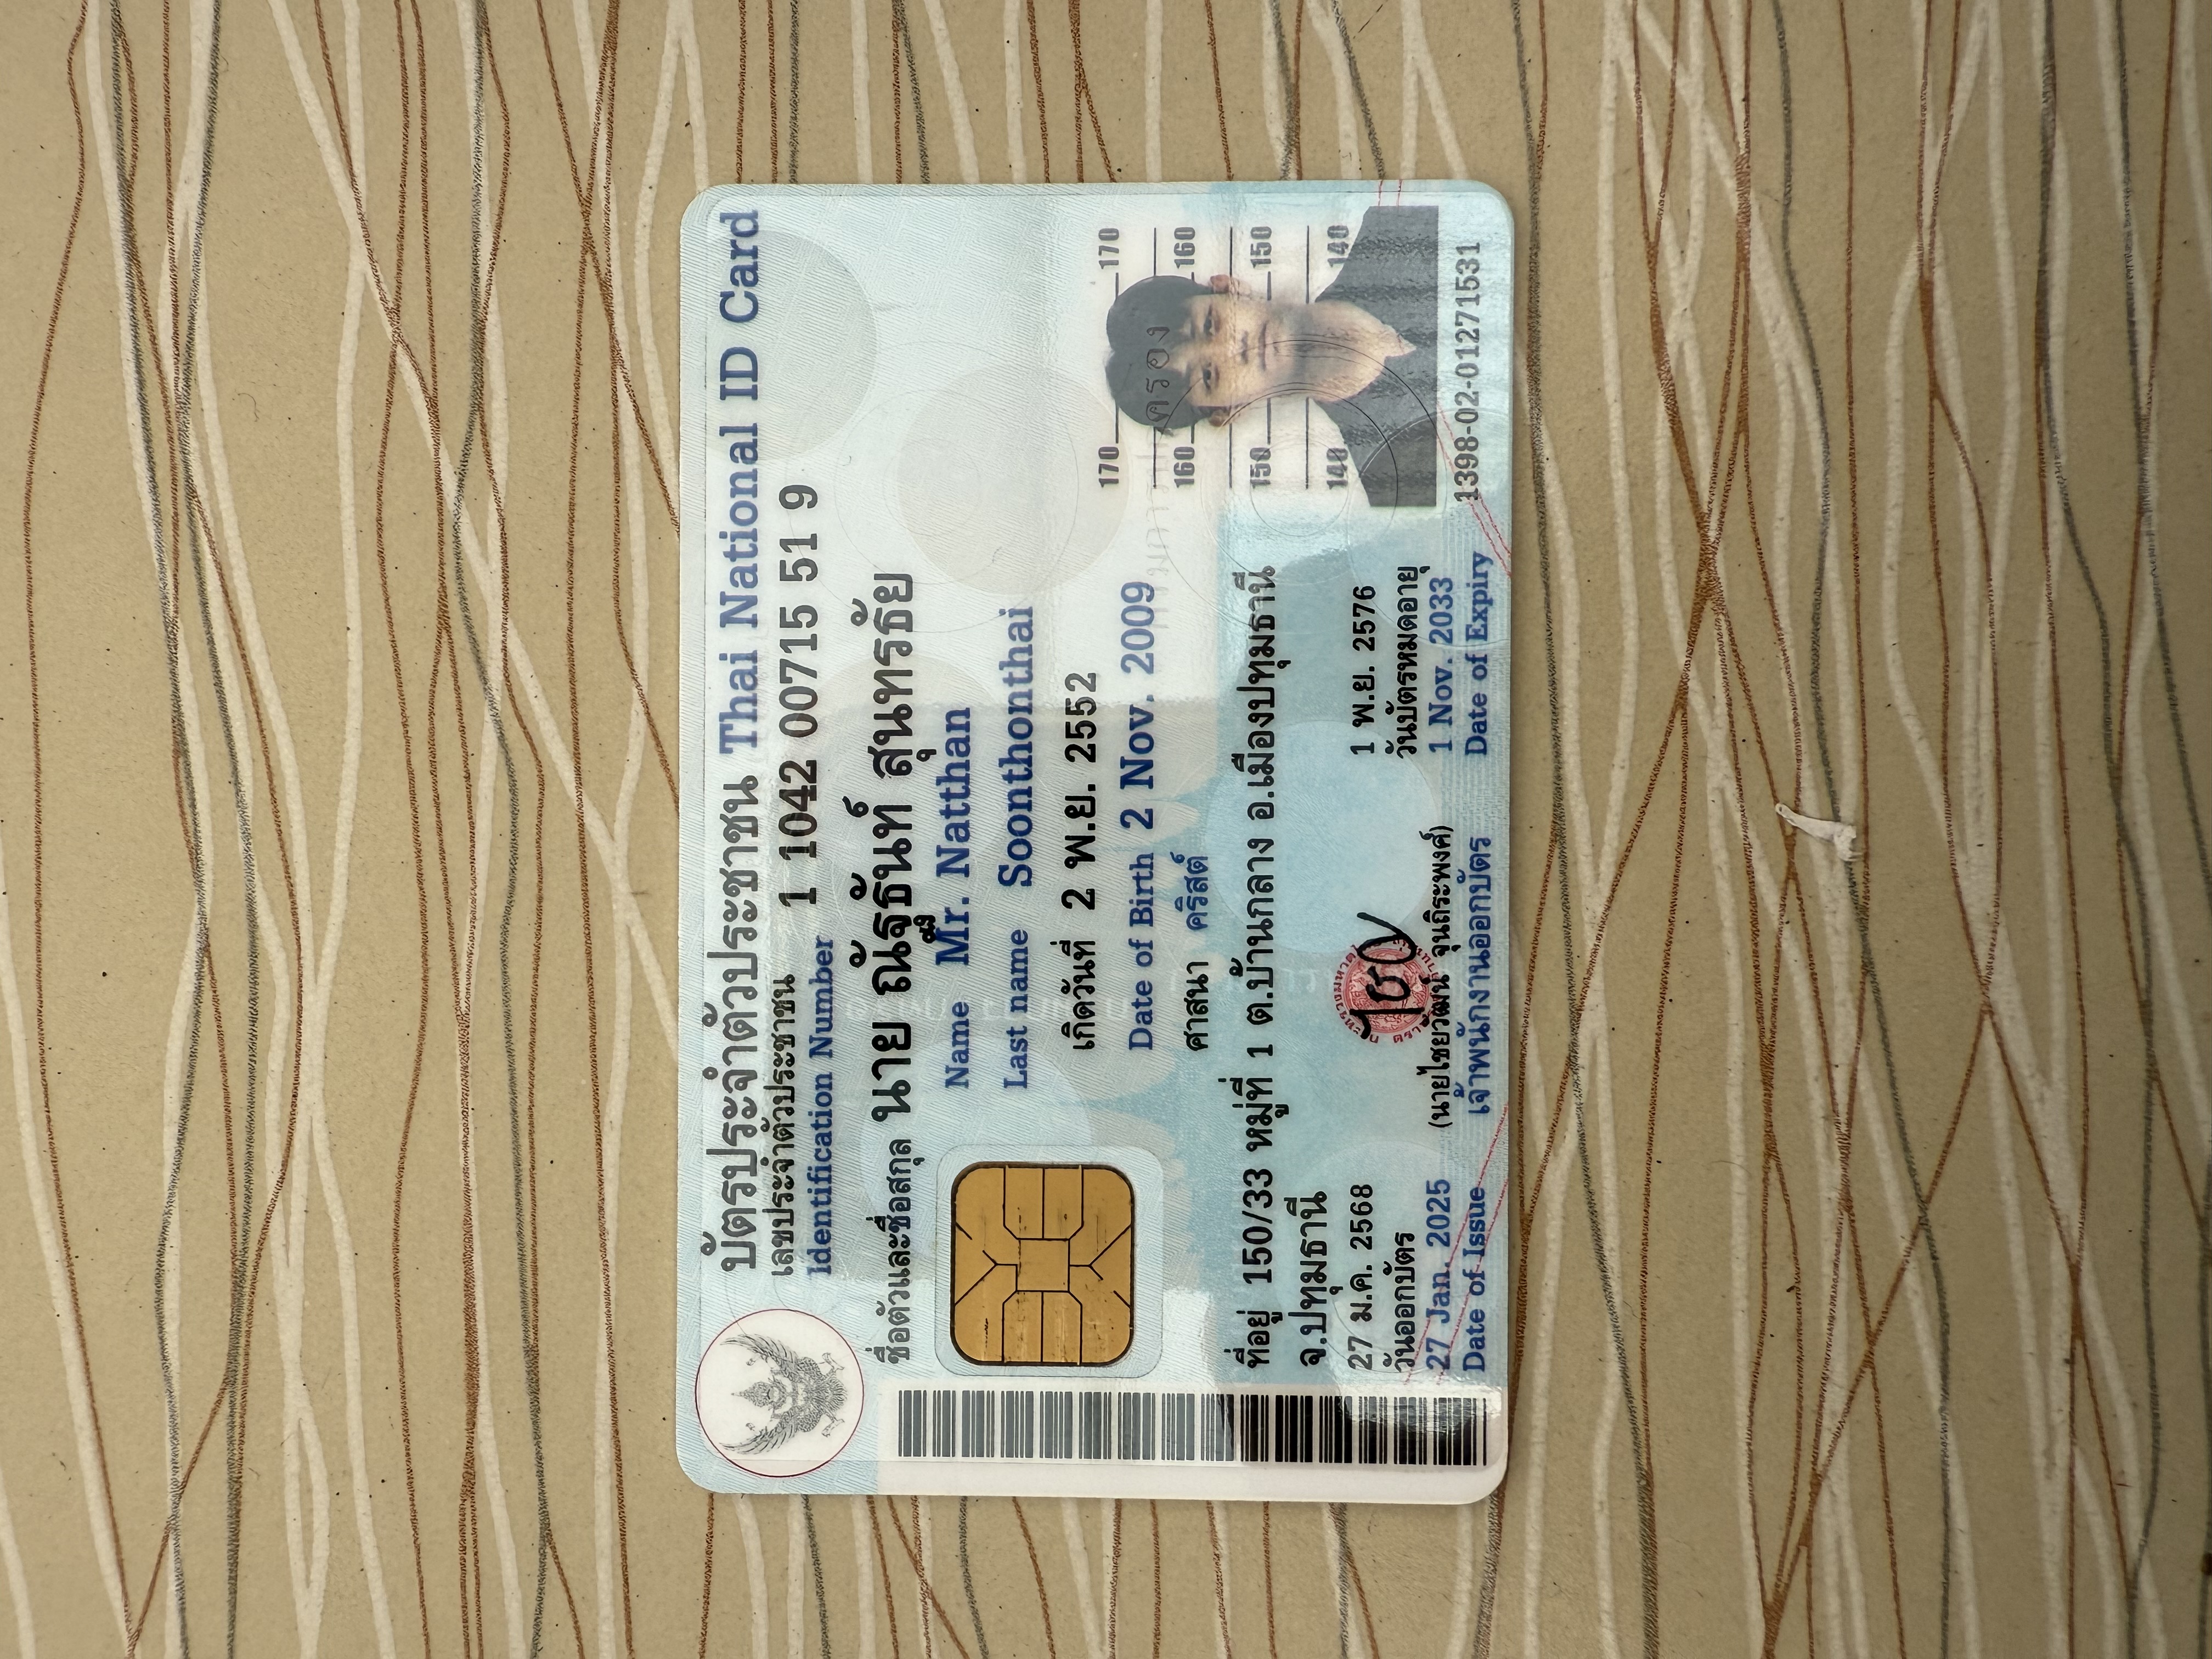 บัตรประจำตัวประชาชน Thai National ID Card
เลขประจำตัวประชาชน 1 1042 00715 51 9
Identification Number
ชื่อตัวและชื่อสกุล นาย ณัฐธันท์ สุนทรธัย
Name Mr. Natthan
Last name Soonthonthai
เกิดวันที่ 2 พ.ย. 2552
Date of Birth 2 Nov. 2009
ศาสนา คริสต์
ที่อยู่ 150/33 หมู่ที่ 1 ต.บ้านกลาง อ.เมืองปทุมธานี
จ.ปทุมธานี
27 ม.ค. 2568
วันออกบัตร
27 Jan. 2025
Date of Issue
(นายไชยวัฒน์ จุนถิระพงศ์)
เจ้าพนักงานออกบัตร
1 พ.ย. 2576
วันบัตรหมดอายุ
1 Nov. 2033
Date of Expiry
170 170
160 160
150 150
140 140
1398-02-01271531